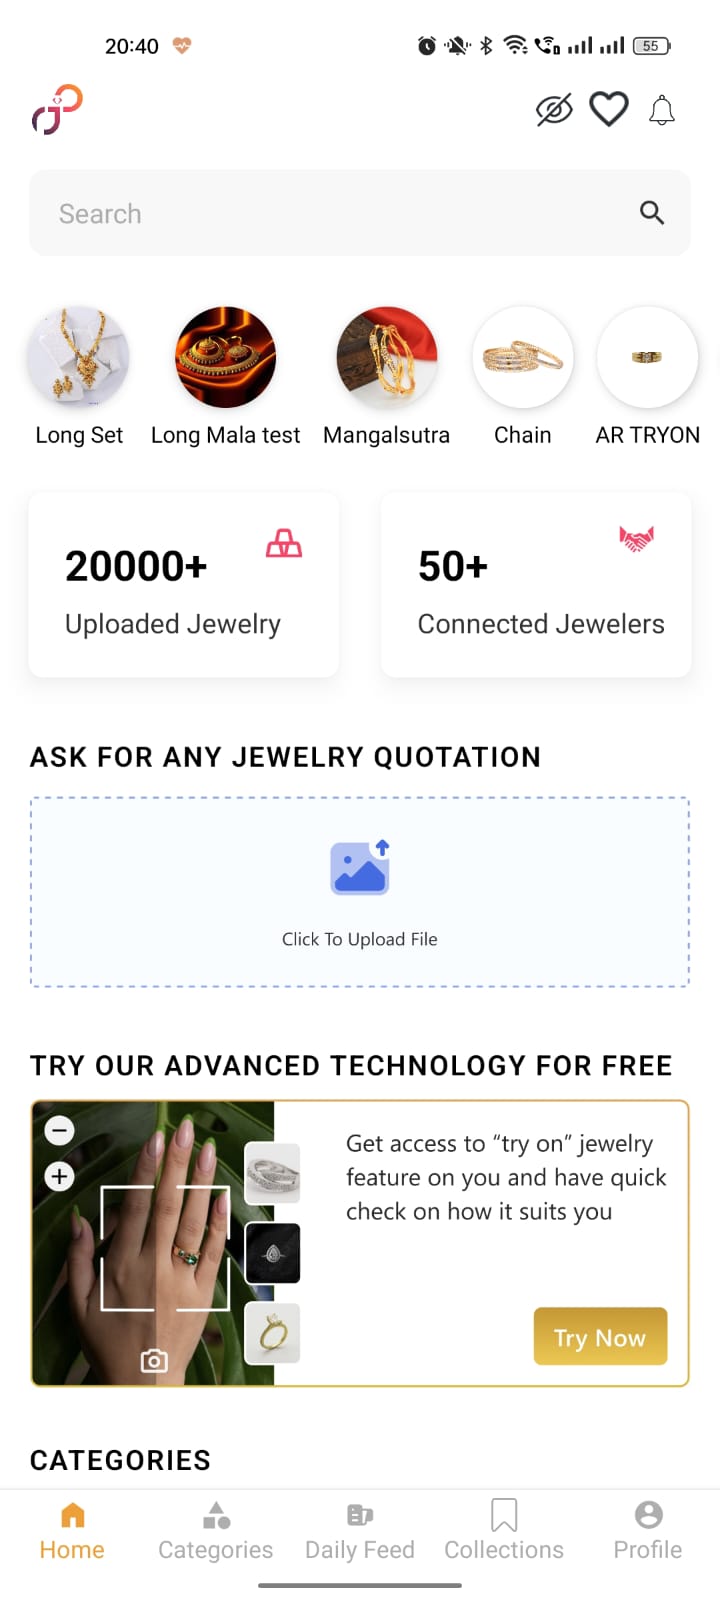 20:40
55
Search
Long Set
Long Mala test
Mangalsutra
Chain
AR TRYON
20000+
Uploaded Jewelry
50+
Connected Jewelers
ASK FOR ANY JEWELRY QUOTATION
Click To Upload File
TRY OUR ADVANCED TECHNOLOGY FOR FREE
Get access to “try on” jewelry
feature on you and have quick
check on how it suits you
Try Now
CATEGORIES
Home
Categories
Daily Feed
Collections
Profile